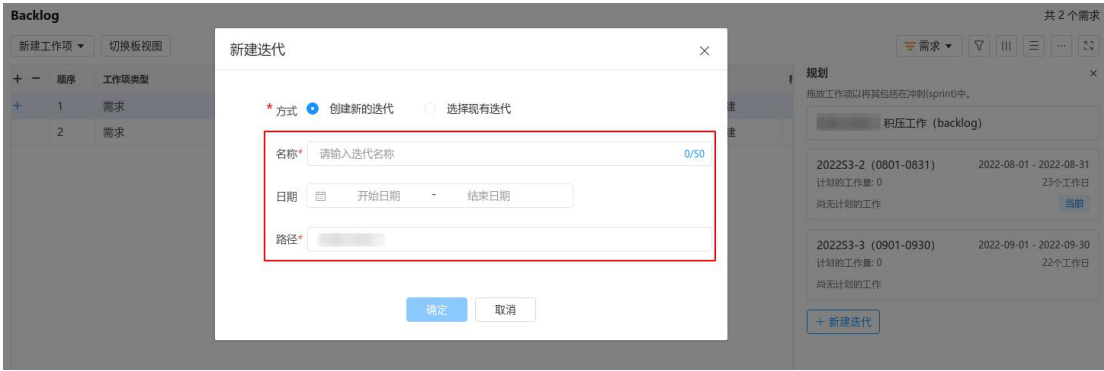 Backlog
共 2 个需求
新建工作项
切换板视图
需求
+ − 顺序 工作项类型
+ 1 需求
2 需求
新建迭代
* 方式 创建新的迭代 选择现有迭代
名称* 请输入迭代名称 0/50
日期 开始日期 - 结束日期
路径*
确定 取消
规划
拖放工作项以将其包括在冲刺(sprint)中。
积压工作（backlog）
2022S3-2（0801-0831） 2022-08-01 - 2022-08-31
计划的工作量: 0 23个工作日
尚无计划的工作 当前
2022S3-3（0901-0930） 2022-09-01 - 2022-09-30
计划的工作量: 0 22个工作日
尚无计划的工作
+ 新建迭代